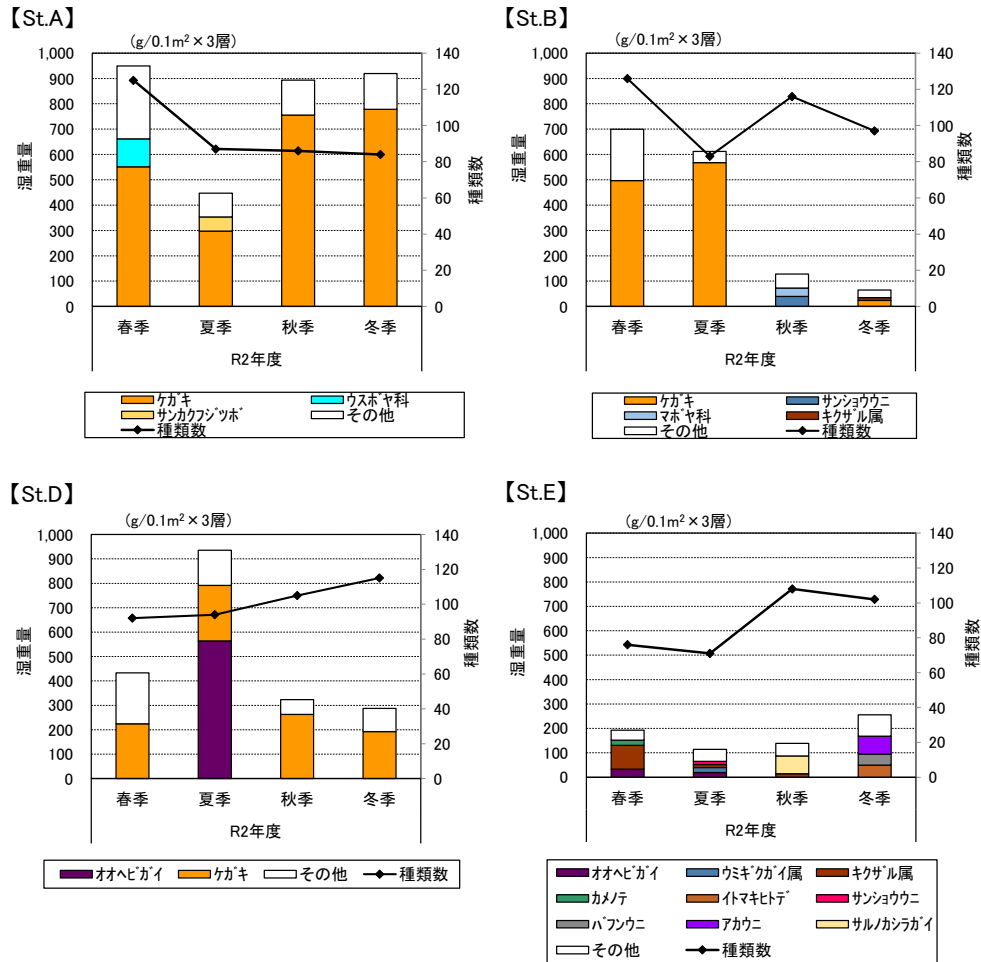 【St.A】
(g/0.1m²×3層)
1,000
900
800
700
600
500
400
300
200
100
0
湿重量
140
120
100
80
60
40
20
0
種類数
春季 夏季 秋季 冬季
R2年度
ケガキ ウスボヤ科
サンカクフジツボ その他
種類数
【St.B】
(g/0.1m²×3層)
1,000
900
800
700
600
500
400
300
200
100
0
湿重量
140
120
100
80
60
40
20
0
種類数
春季 夏季 秋季 冬季
R2年度
ケガキ サンショウウニ
マボヤ科 キクザル属
その他 種類数
【St.D】
(g/0.1m²×3層)
1,000
900
800
700
600
500
400
300
200
100
0
湿重量
140
120
100
80
60
40
20
0
種類数
春季 夏季 秋季 冬季
R2年度
オオヘビガイ ケガキ その他 種類数
【St.E】
(g/0.1m²×3層)
1,000
900
800
700
600
500
400
300
200
100
0
湿重量
140
120
100
80
60
40
20
0
種類数
春季 夏季 秋季 冬季
R2年度
オオヘビガイ ウミギクガイ属 キクザル属
カメノテ イトマキヒトデ サンショウウニ
バフンウニ アカウニ サルノカシラガイ
その他 種類数